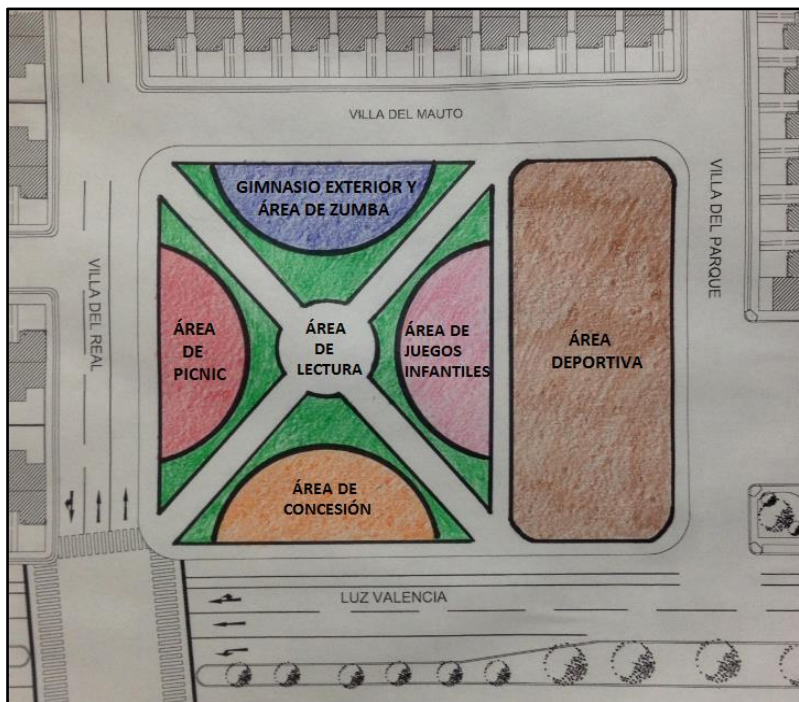 VILLA DEL MAUTO
GIMNASIO EXTERIOR Y
ÁREA DE ZUMBA
VILLA DEL PARQUE
VILLA DEL REAL
ÁREA
DE
PICNIC
ÁREA
DE
LECTURA
ÁREA DE
JUEGOS
INFANTILES
ÁREA
DEPORTIVA
ÁREA DE
CONCESIÓN
LUZ VALENCIA